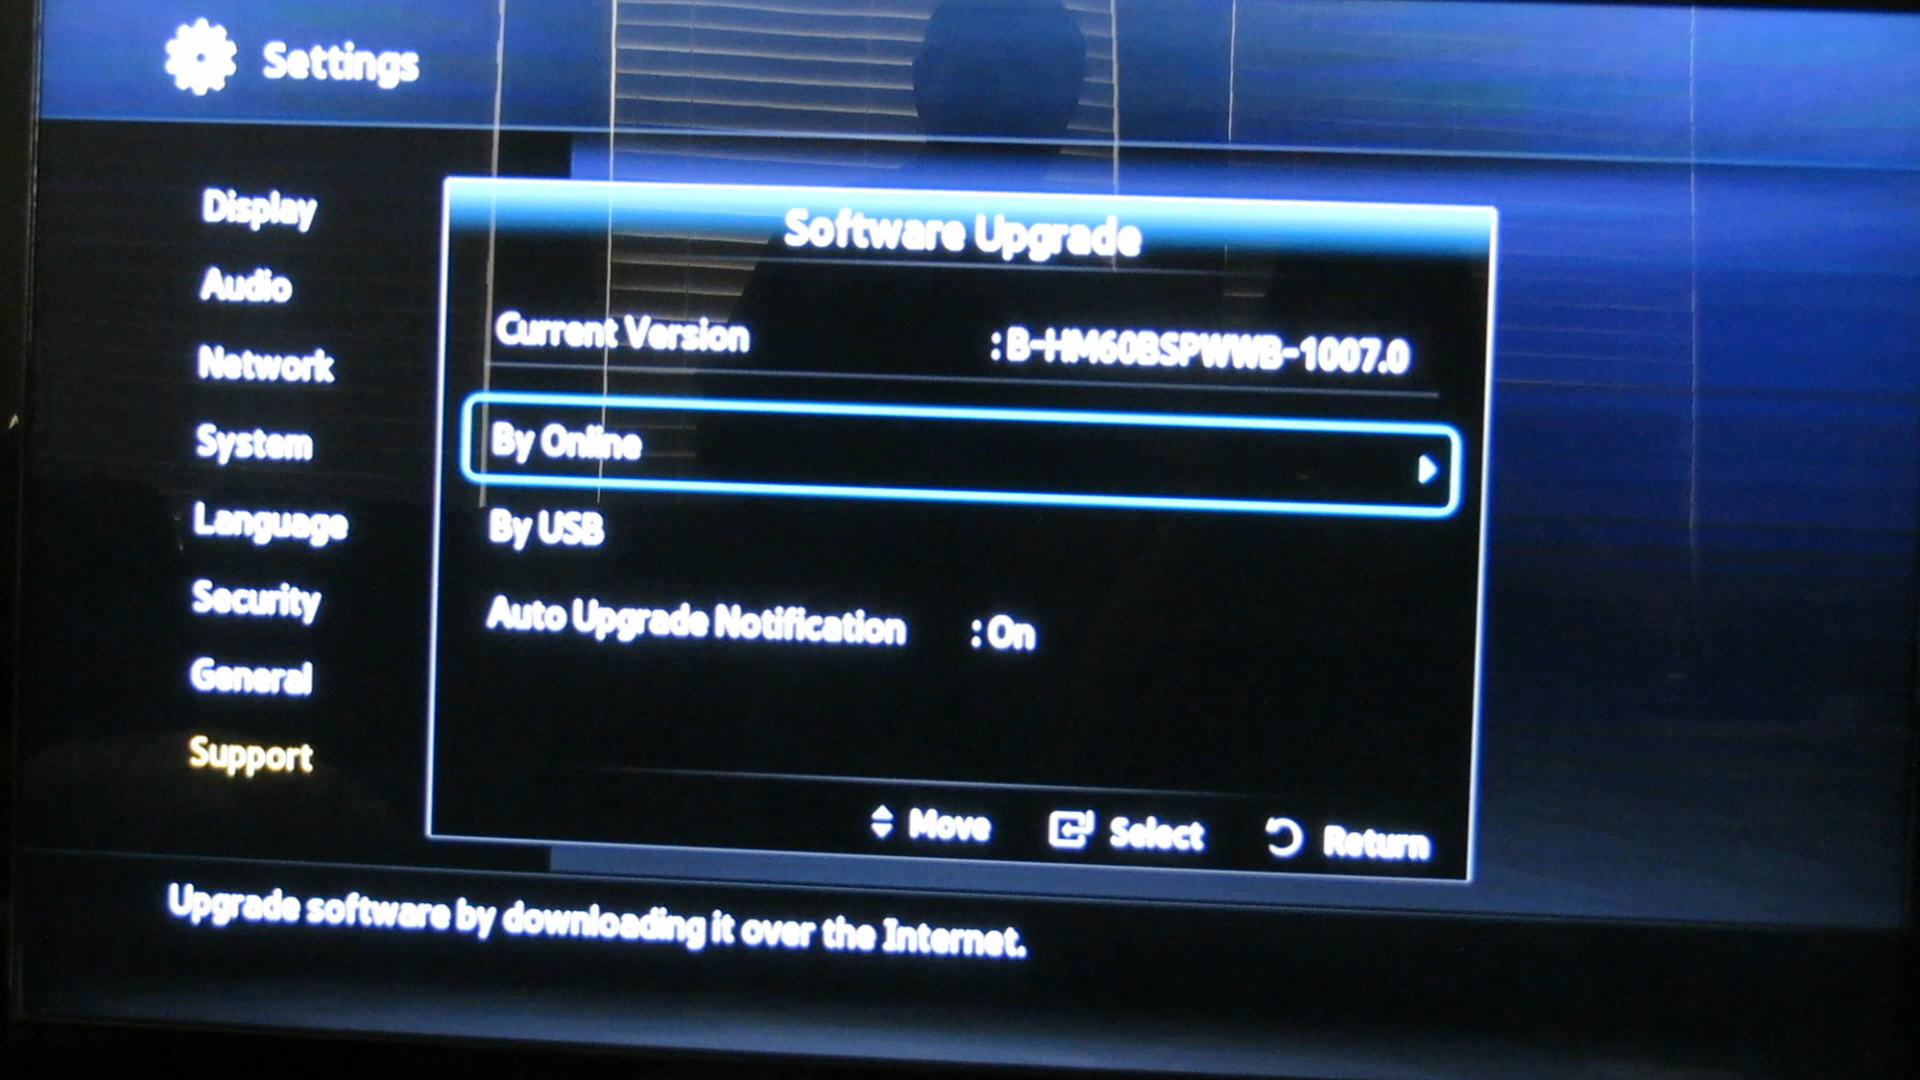 Settings
Display
Audio
Network
System
Language
Security
General
Support
Software Upgrade
Current Version : B-HM60BSPWWB-1007.0
By Online
By USB
Auto Upgrade Notification : On
Move Select Return
Upgrade software by downloading it over the Internet.